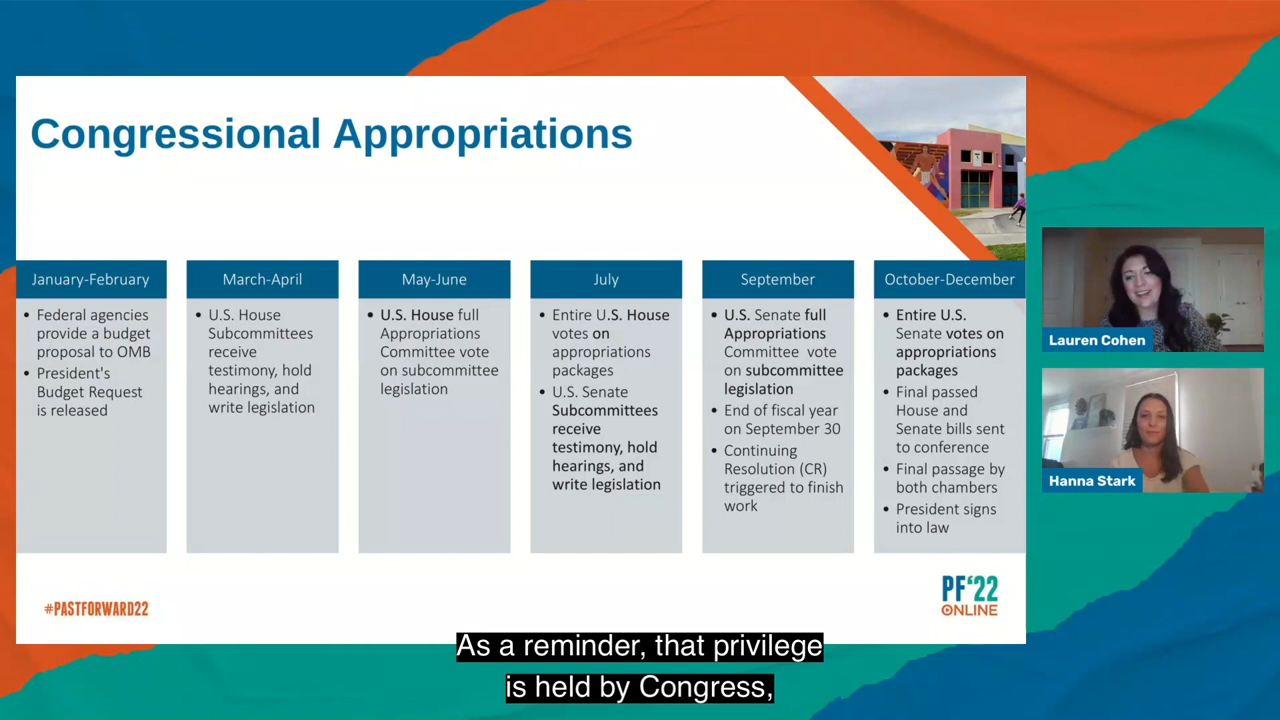 Congressional Appropriations
January-February
• Federal agencies
provide a budget
proposal to OMB
• President's
Budget Request
is released
March-April
• U.S. House
Subcommittees
receive
testimony, hold
hearings, and
write legislation
May-June
• U.S. House full
Appropriations
Committee vote
on subcommittee
legislation
July
• Entire U.S. House
votes on
appropriations
packages
• U.S. Senate
Subcommittees
receive
testimony, hold
hearings, and
write legislation
September
• U.S. Senate full
Appropriations
Committee vote
on subcommittee
legislation
• End of fiscal year
on September 30
• Continuing
Resolution (CR)
triggered to finish
work
October-December
• Entire U.S.
Senate votes on
appropriations
packages
• Final passed
House and
Senate bills sent
to conference
• Final passage by
both chambers
• President signs
into law
Lauren Cohen
Hanna Stark
#PASTFORWARD22
PF'22
ONLINE
As a reminder, that privilege
is held by Congress,